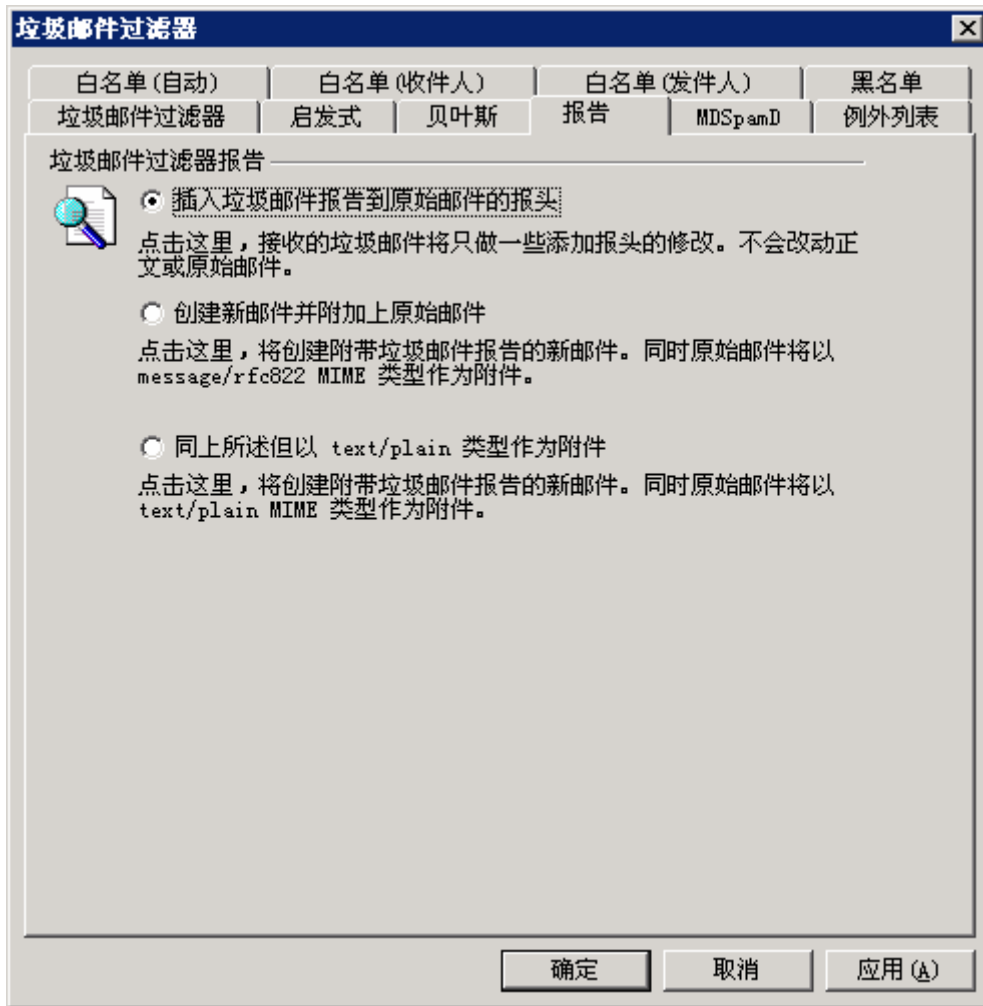 垃圾邮件过滤器
白名单(自动) 白名单(收件人) 白名单(发件人) 黑名单
垃圾邮件过滤器 启发式 贝叶斯 报告 MDSpamD 例外列表
垃圾邮件过滤器报告
插入垃圾邮件报告到原始邮件的报头
点击这里,接收的垃圾邮件将只做一些添加报头的修改。不会改动正
文或原始邮件。
创建新邮件并附加上原始邮件
点击这里,将创建附带垃圾邮件报告的新邮件。同时原始邮件将以
message/rfc822 MIME 类型作为附件。
同上所述但以 text/plain 类型作为附件
点击这里,将创建附带垃圾邮件报告的新邮件。同时原始邮件将以
text/plain MIME 类型作为附件。
确定 取消 应用(A)